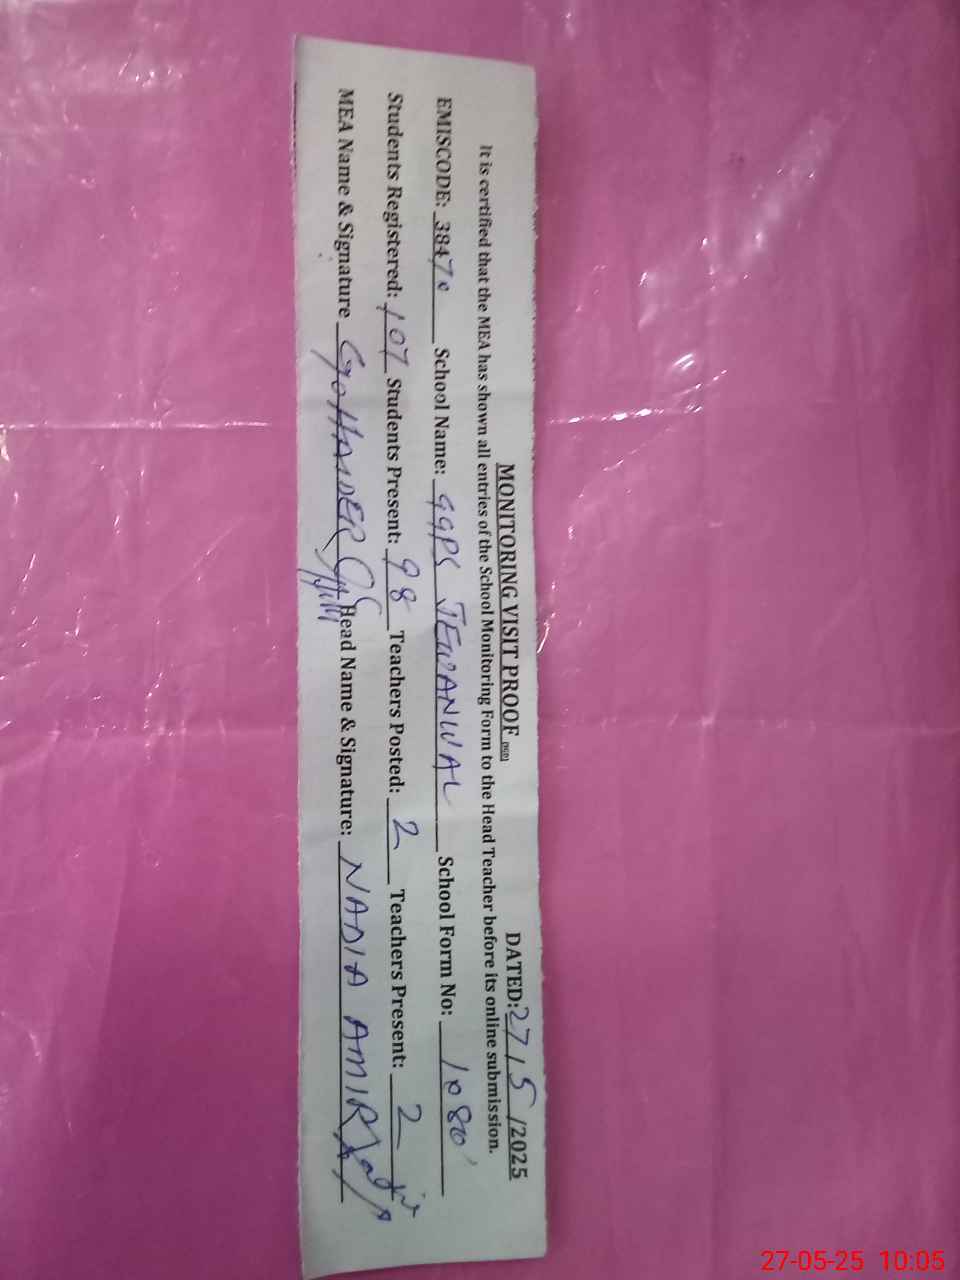 MONITORING VISIT PROOF DATED: 27/5/2025
It is certified that the MEA has shown all entries of the School Monitoring Form to the Head Teacher before its online submission.
EMISCODE: 38470 School Name: GGPS JEWANWAL School Form No: 1080
Students Registered: 107 Students Present: 98 Teachers Posted: 2 Teachers Present: 2
MEA Name & Signature G. HAIDER Head Name & Signature: NADIA AMIR Nadia
27-05-25 10:05